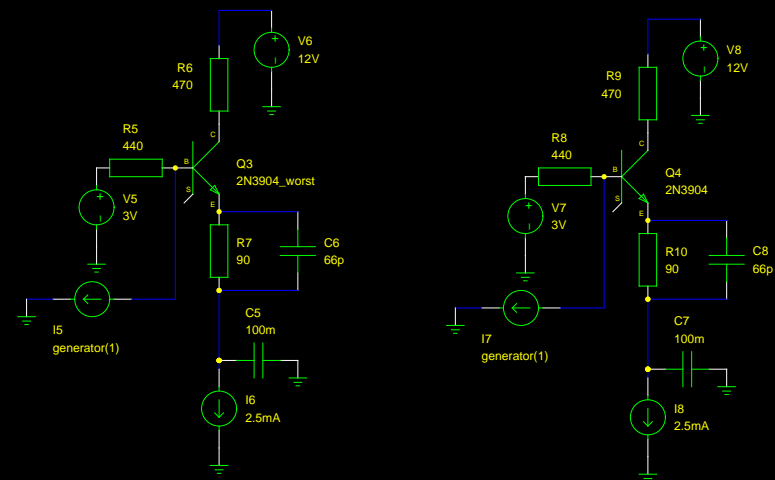 V6
12V
R6
470
C
R5
440
B
Q3
2N3904_worst
S
E
V5
3V
R7
90
C6
66p
I5
generator(1)
C5
100m
I6
2.5mA
V8
12V
R9
470
C
R8
440
B
Q4
2N3904
S
E
V7
3V
R10
90
C8
66p
I7
generator(1)
C7
100m
I8
2.5mA